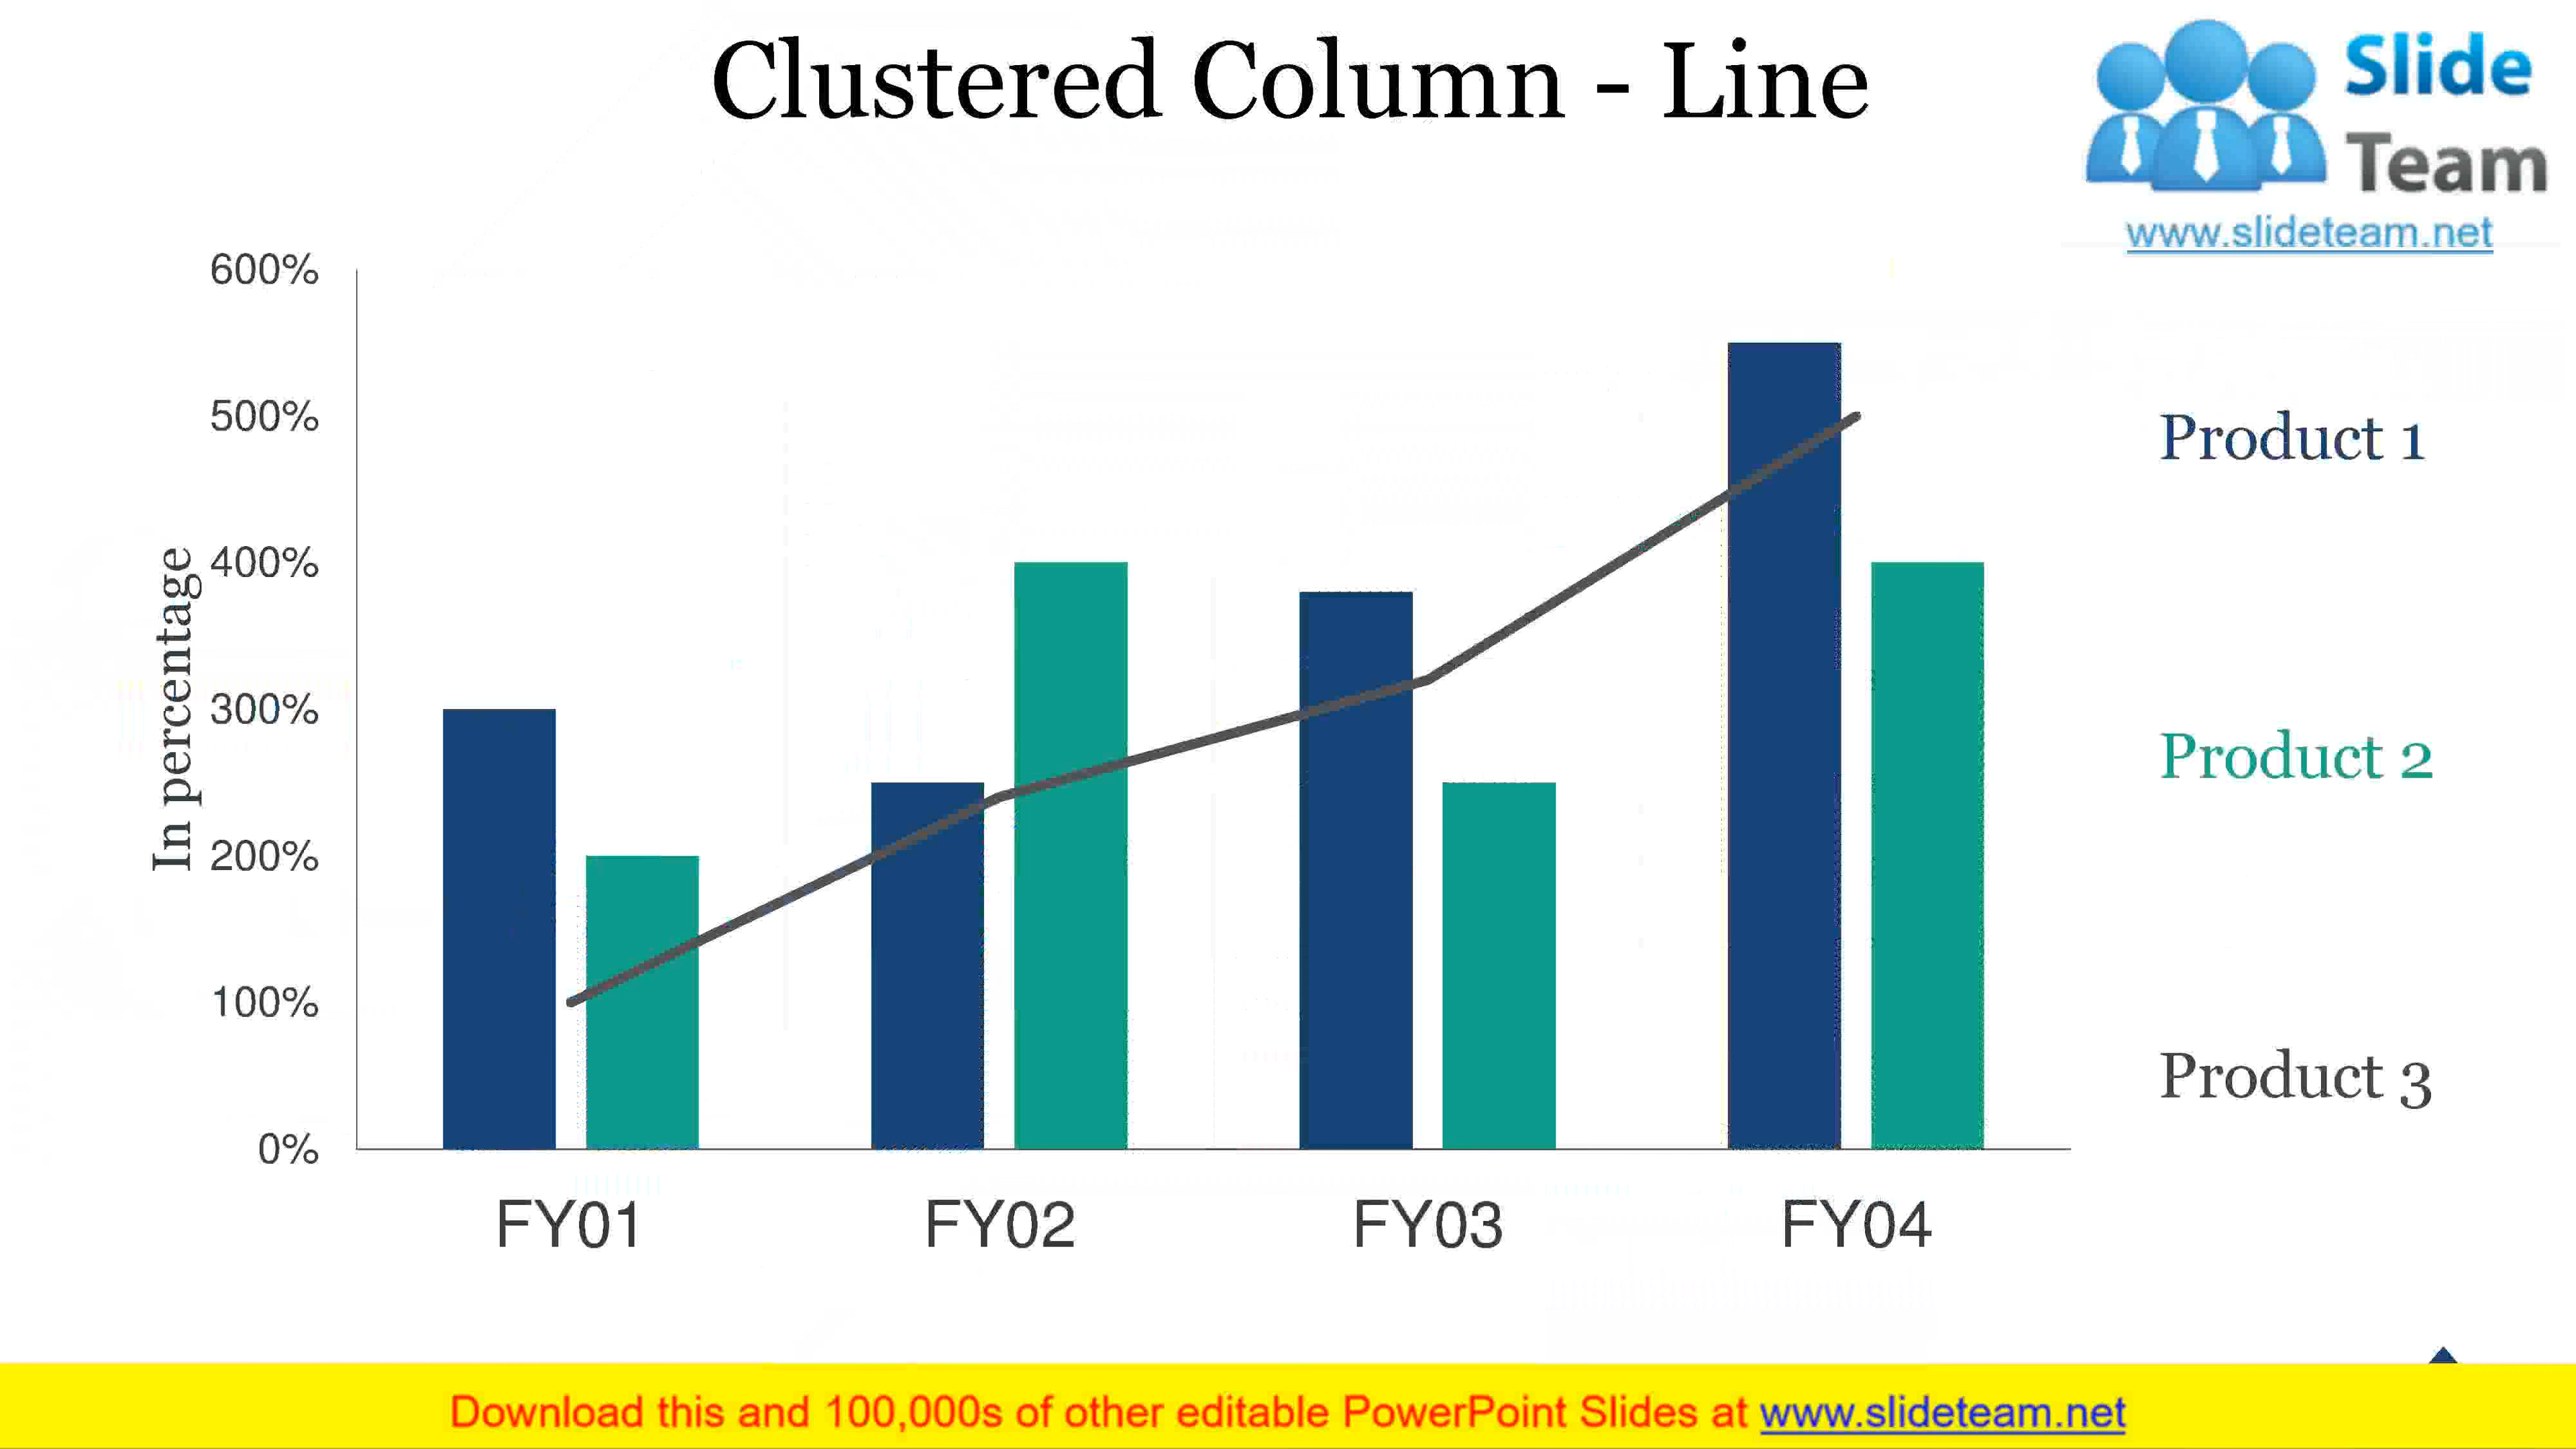 Clustered Column - Line
Slide
Team
www.slideteam.net
In percentage
600%
500%
400%
300%
200%
100%
0%
FY01
FY02
FY03
FY04
Product 1
Product 2
Product 3
Download this and 100,000s of other editable PowerPoint Slides at www.slideteam.net